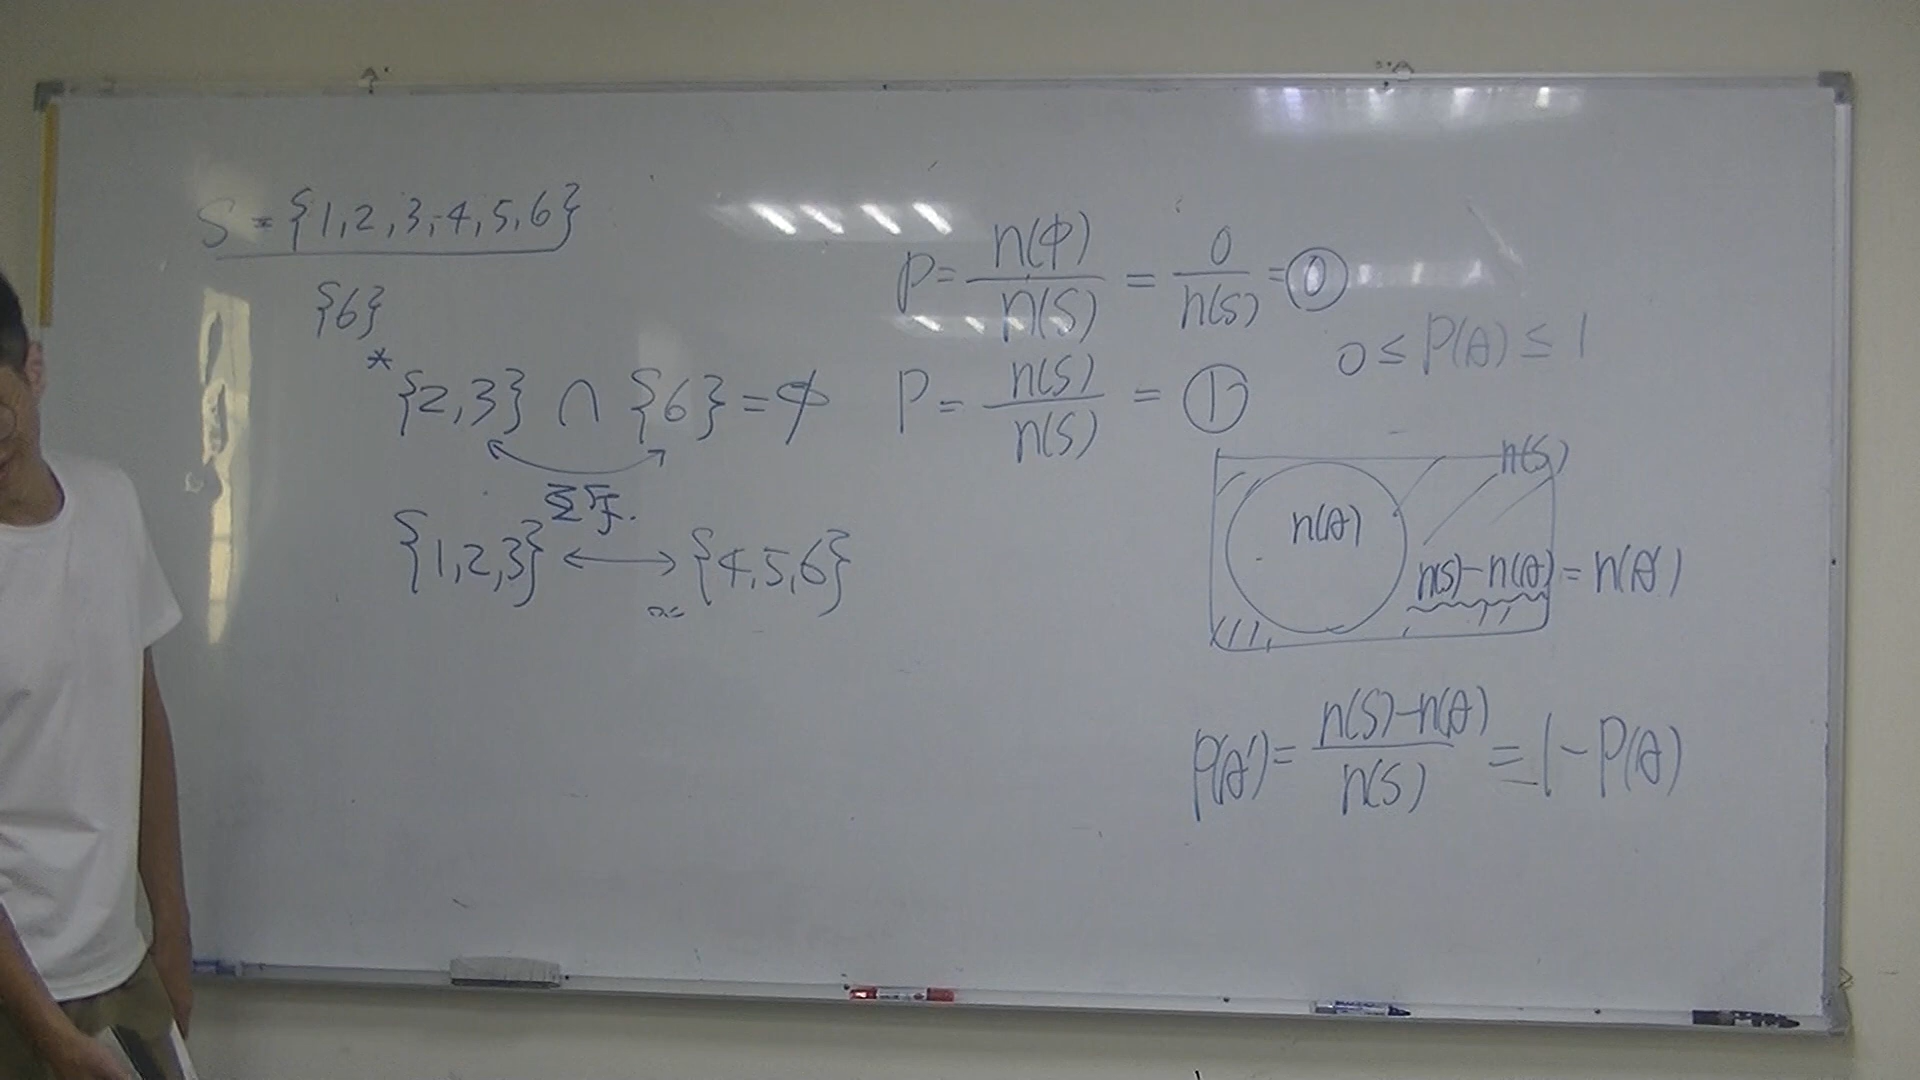 S = {1,2,3,4,5,6}
{6}
* {2,3} ∩ {6} = ϕ
互斥.
{1,2,3} ↔ {4,5,6}
P = n(ϕ)/n(S) = 0/n(S) = 0
0 ≤ P(A) ≤ 1
P = n(S)/n(S) = 1
n(S)
n(A)
n(S)-n(A) = n(A')
P(A') = n(S)-n(A)/n(S) = 1-P(A)